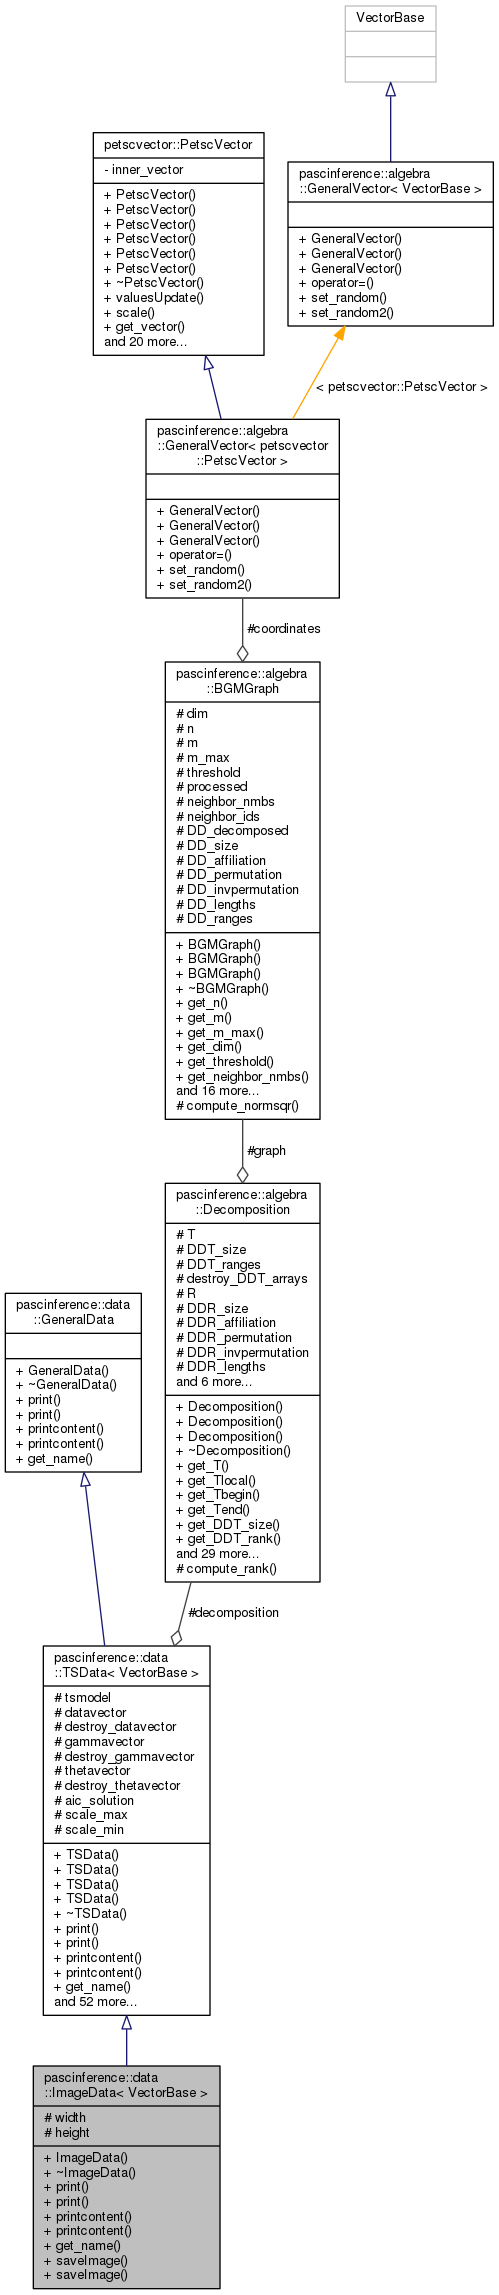 VectorBase
petscvector::PetscVector
- inner_vector
+ PetscVector()
+ PetscVector()
+ PetscVector()
+ PetscVector()
+ PetscVector()
+ PetscVector()
+ ~PetscVector()
+ valuesUpdate()
+ scale()
+ get_vector()
and 20 more...
pascinference::algebra
::GeneralVector< VectorBase >
+ GeneralVector()
+ GeneralVector()
+ GeneralVector()
+ operator=()
+ set_random()
+ set_random2()
< petscvector::PetscVector >
pascinference::algebra
::GeneralVector< petscvector
::PetscVector >
+ GeneralVector()
+ GeneralVector()
+ GeneralVector()
+ operator=()
+ set_random()
+ set_random2()
#coordinates
pascinference::algebra
::BGMGraph
# dim
# n
# m
# m_max
# threshold
# processed
# neighbor_nmbs
# neighbor_ids
# DD_decomposed
# DD_size
# DD_affiliation
# DD_permutation
# DD_invpermutation
# DD_lengths
# DD_ranges
+ BGMGraph()
+ BGMGraph()
+ BGMGraph()
+ ~BGMGraph()
+ get_n()
+ get_m()
+ get_m_max()
+ get_dim()
+ get_threshold()
+ get_neighbor_nmbs()
and 16 more...
# compute_normsqr()
#graph
pascinference::algebra
::Decomposition
# T
# DDT_size
# DDT_ranges
# destroy_DDT_arrays
# R
# DDR_size
# DDR_affiliation
# DDR_permutation
# DDR_invpermutation
# DDR_lengths
and 6 more...
+ Decomposition()
+ Decomposition()
+ Decomposition()
+ ~Decomposition()
+ get_T()
+ get_Tlocal()
+ get_Tbegin()
+ get_Tend()
+ get_DDT_size()
+ get_DDT_rank()
and 29 more...
# compute_rank()
pascinference::data
::GeneralData
+ GeneralData()
+ ~GeneralData()
+ print()
+ print()
+ printcontent()
+ printcontent()
+ get_name()
#decomposition
pascinference::data
::TSData< VectorBase >
# tsmodel
# datavector
# destroy_datavector
# gammavector
# destroy_gammavector
# thetavector
# destroy_thetavector
# aic_solution
# scale_max
# scale_min
+ TSData()
+ TSData()
+ TSData()
+ TSData()
+ ~TSData()
+ print()
+ print()
+ printcontent()
+ printcontent()
+ get_name()
and 52 more...
pascinference::data
::ImageData< VectorBase >
# width
# height
+ ImageData()
+ ~ImageData()
+ print()
+ print()
+ printcontent()
+ printcontent()
+ get_name()
+ saveImage()
+ saveImage()